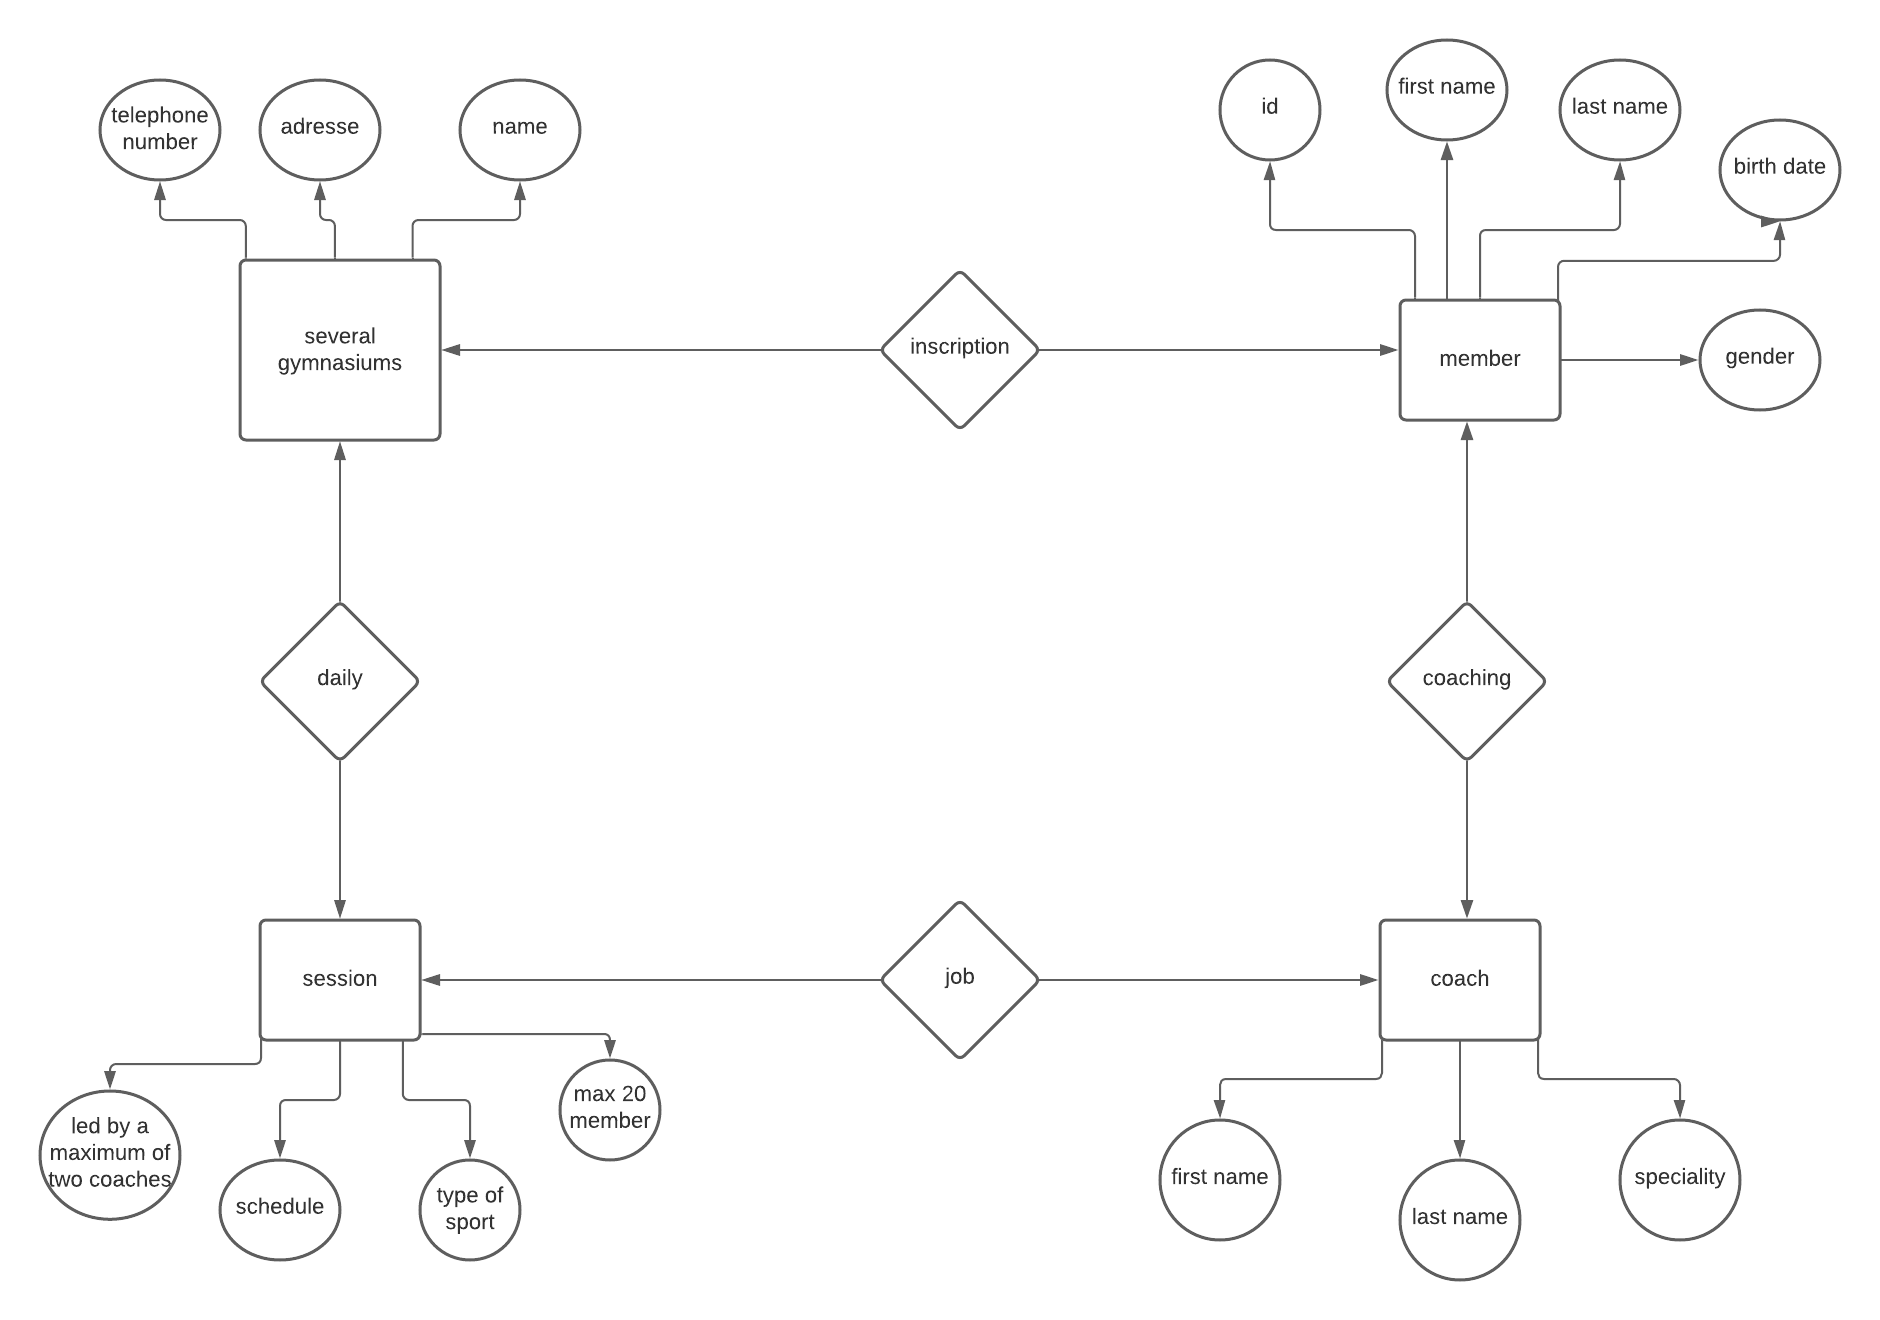 telephone
number
adresse
name
id
first name
last name
birth date
several
gymnasiums
inscription
member
gender
daily
coaching
session
job
coach
led by a
maximum of
two coaches
schedule
type of
sport
max 20
member
first name
last name
speciality